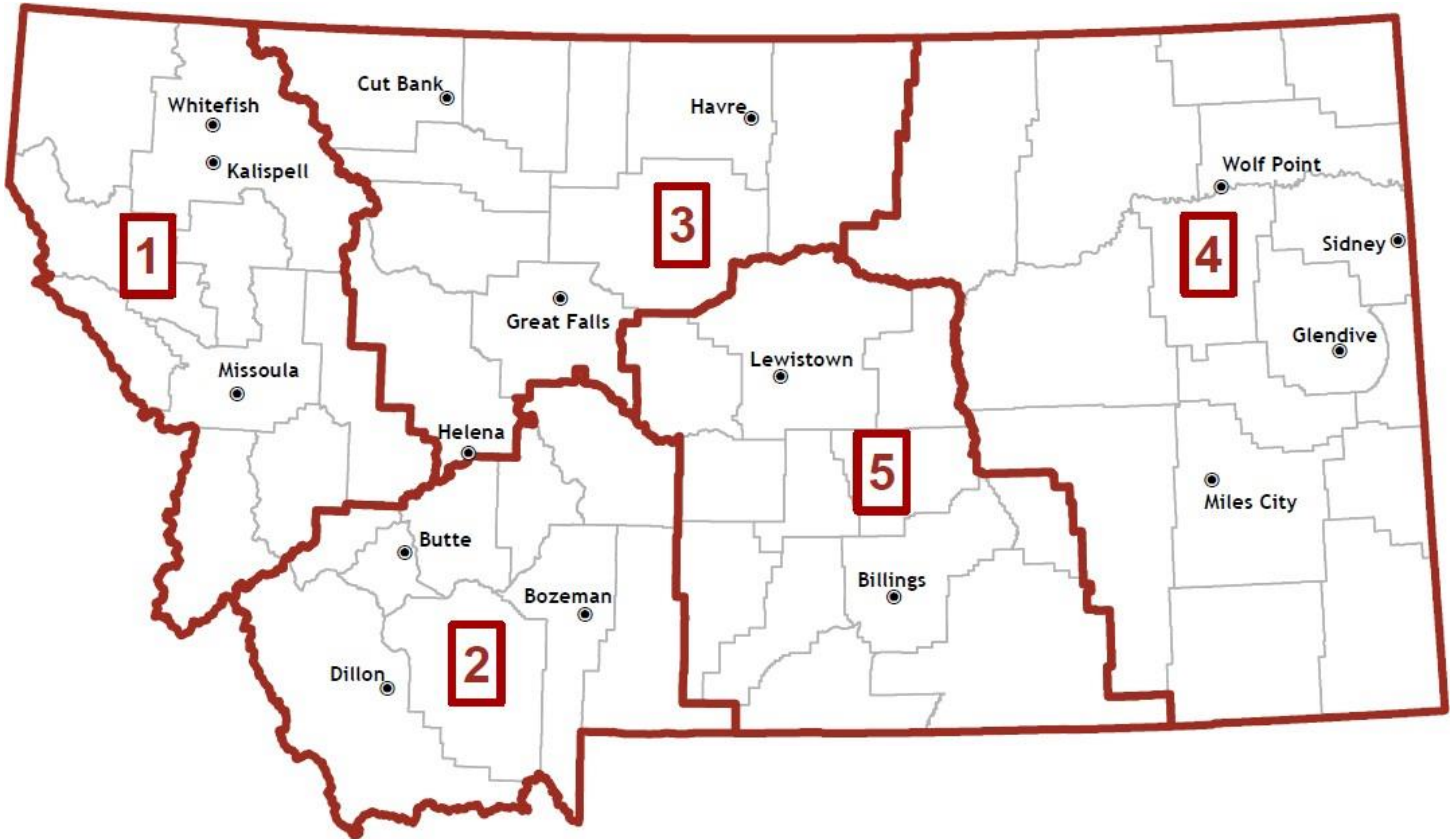 Cut Bank
Whitefish
Havre
Kalispell
Wolf Point
1
3
4
Sidney
Great Falls
Glendive
Lewistown
Missoula
Helena
5
Miles City
Butte
Billings
Bozeman
2
Dillon